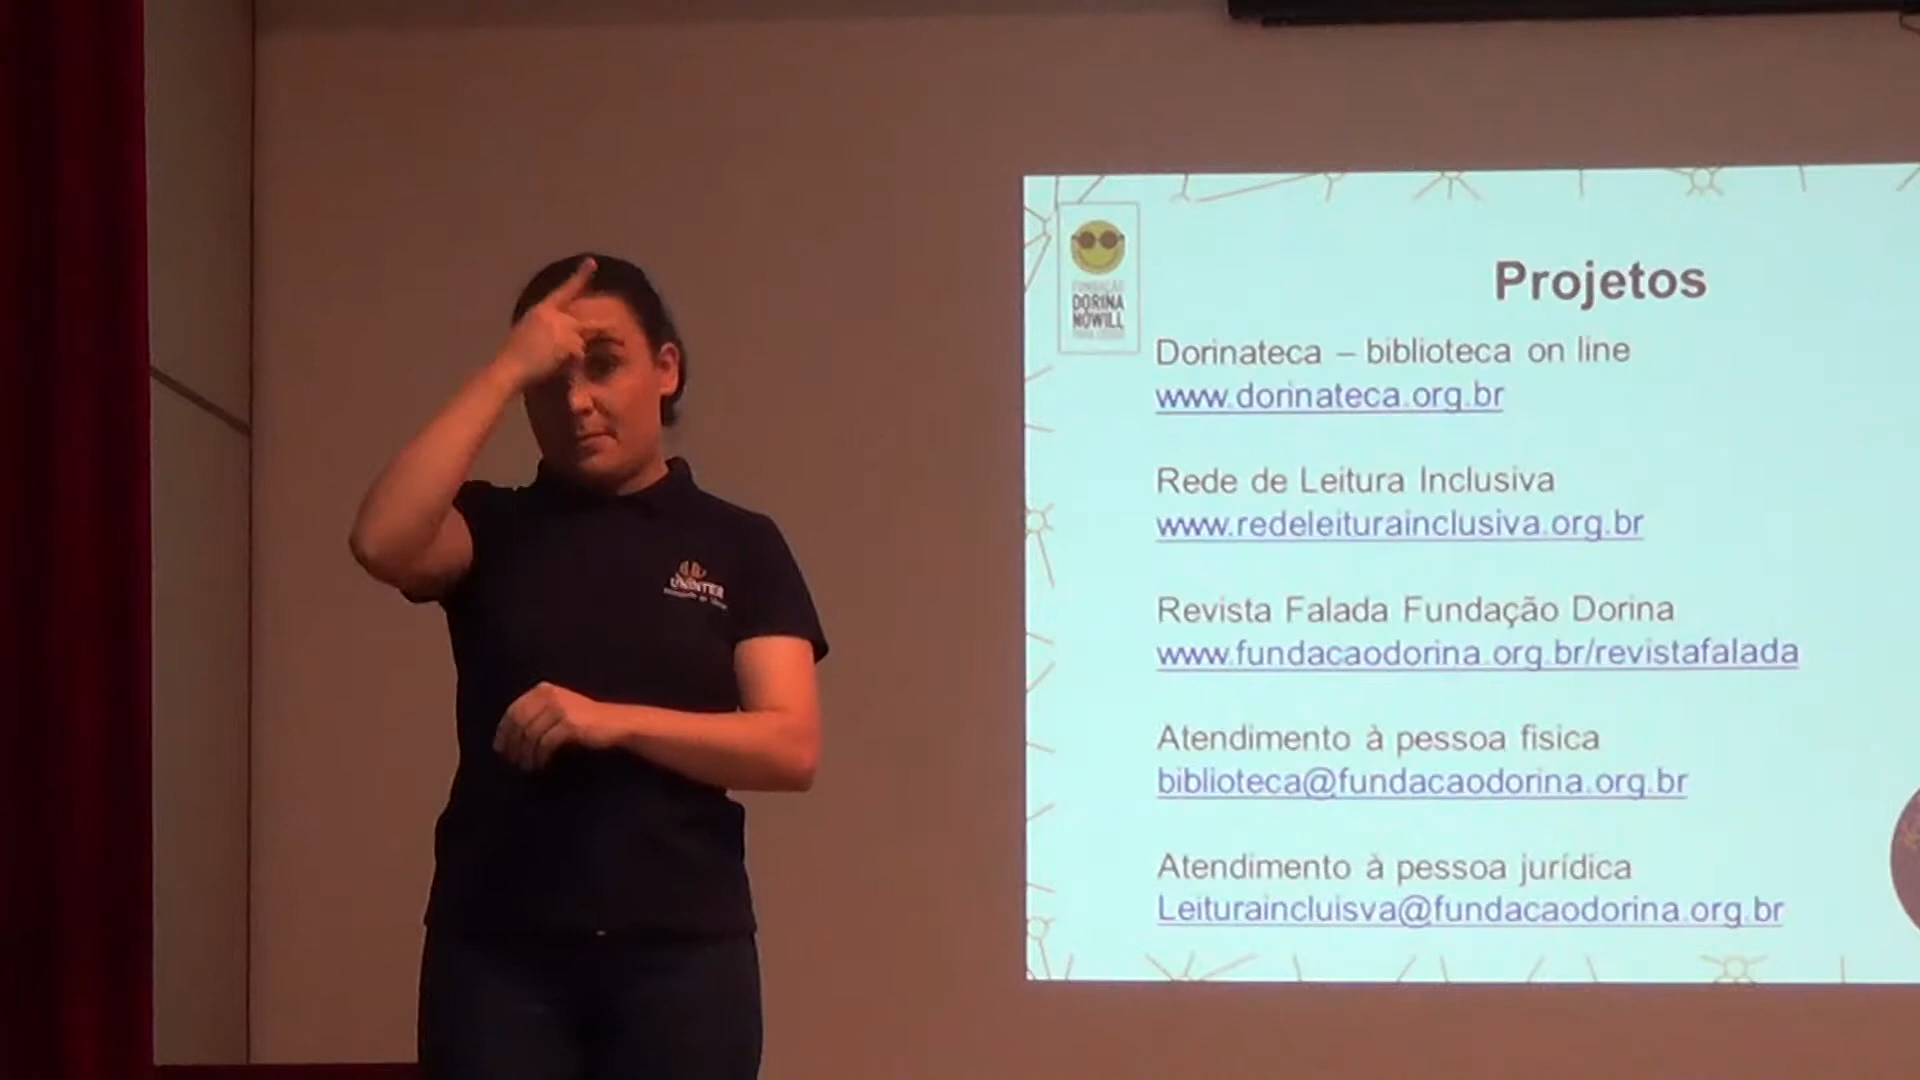 Projetos
FUNDAÇÃO
DORINA
NOWILL
Dorinateca – biblioteca on line
www.dorinateca.org.br
Rede de Leitura Inclusiva
www.redeleiturainclusiva.org.br
Revista Falada Fundação Dorina
www.fundacaodorina.org.br/revistafalada
Atendimento à pessoa fisica
biblioteca@fundacaodorina.org.br
Atendimento à pessoa jurídica
Leituraincluisva@fundacaodorina.org.br
UNINTER